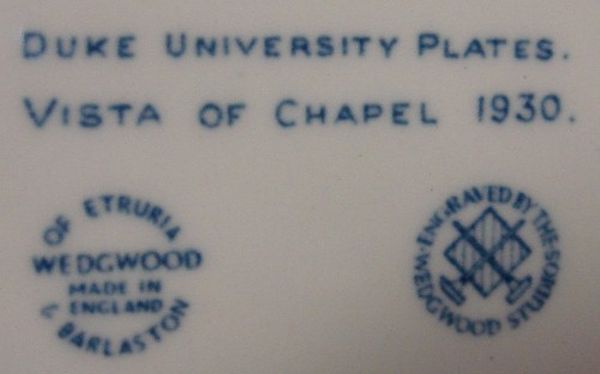 DUKE UNIVERSITY PLATES.
VISTA OF CHAPEL 1930.
OF ETRURIA
WEDGWOOD
MADE IN
ENGLAND
& BARLASTON
ENGRAVED BY THE
WEDGWOOD STUDIOS